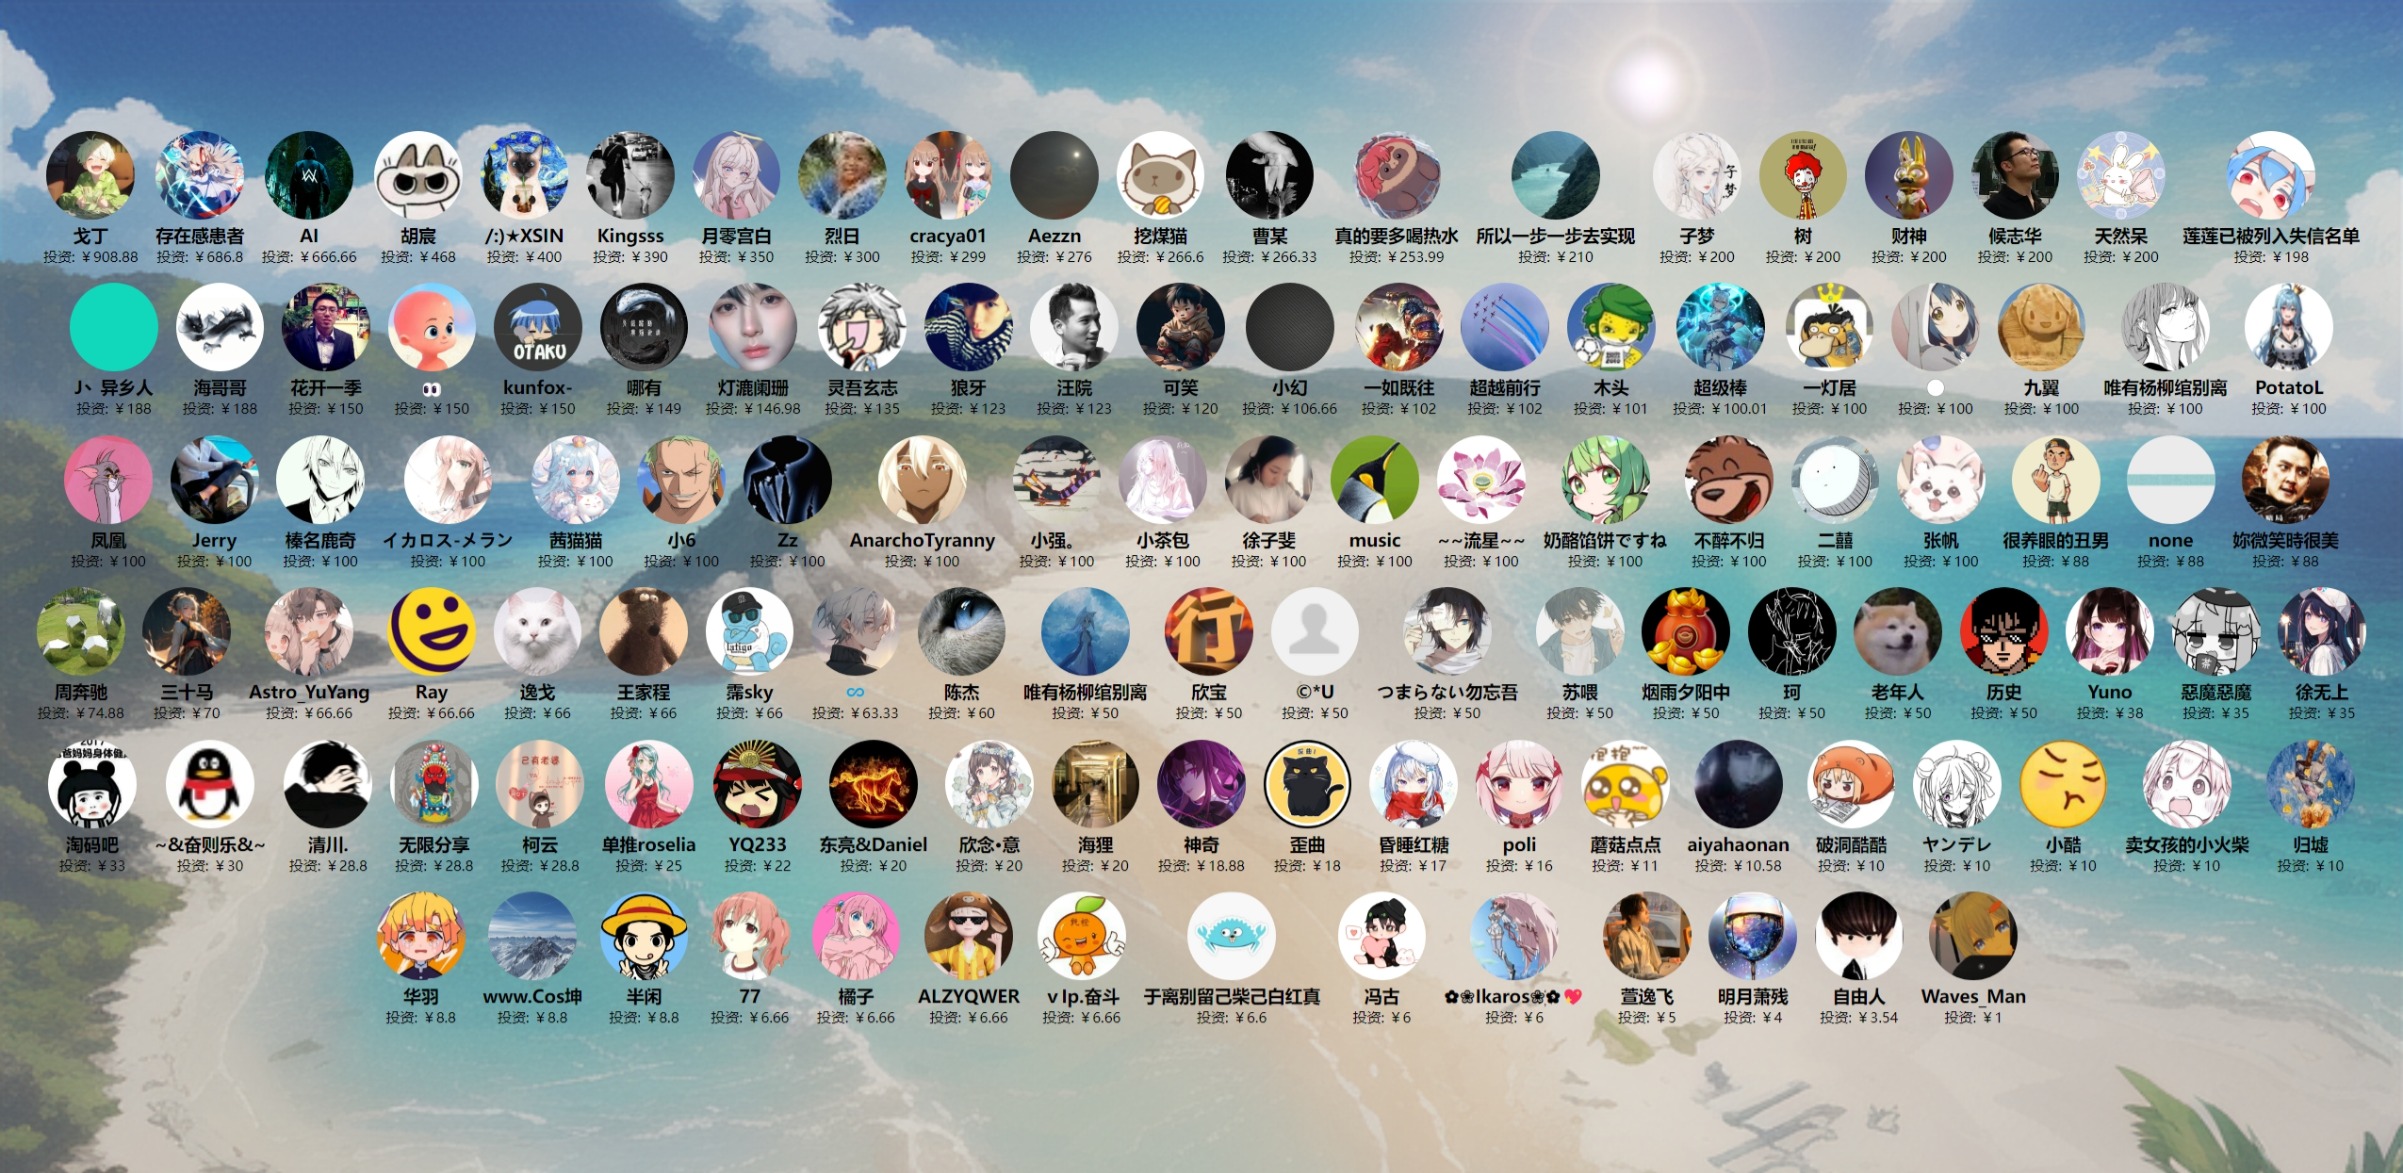 戈丁
投资: ¥908.88
存在感患者
投资: ¥686.8
AI
投资: ¥666.66
胡宸
投资: ¥468
/:)★XSIN
投资: ¥400
Kingsss
投资: ¥390
月零宫白
投资: ¥350
烈日
投资: ¥300
cracya01
投资: ¥299
Aezzn
投资: ¥276
挖煤猫
投资: ¥266.6
曹某
投资: ¥266.33
真的要多喝热水
投资: ¥253.99
所以一步一步去实现
投资: ¥210
子梦
子梦
投资: ¥200
树
投资: ¥200
财神
投资: ¥200
候志华
投资: ¥200
天然呆
投资: ¥200
莲莲已被列入失信名单
投资: ¥198
J丶异乡人
投资: ¥188
海哥哥
投资: ¥188
花开一季
投资: ¥150
👀
投资: ¥150
OTAKU
kunfox-
投资: ¥150
哪有
投资: ¥149
灯漉阑珊
投资: ¥146.98
灵吾玄志
投资: ¥135
狼牙
投资: ¥123
汪院
投资: ¥123
可笑
投资: ¥120
小幻
投资: ¥106.66
一如既往
投资: ¥102
超越前行
投资: ¥102
木头
投资: ¥101
超级棒
投资: ¥100.01
一灯居
投资: ¥100
投资: ¥100
九翼
投资: ¥100
唯有杨柳绾别离
投资: ¥100
PotatoL
投资: ¥100
凤凰
投资: ¥100
Jerry
投资: ¥100
榛名鹿奇
投资: ¥100
イカロス-メラン
投资: ¥100
茜猫猫
投资: ¥100
小6
投资: ¥100
Zz
投资: ¥100
AnarchoTyranny
投资: ¥100
小强。
投资: ¥100
小茶包
投资: ¥100
徐子斐
投资: ¥100
music
投资: ¥100
~~流星~~
投资: ¥100
奶酪馅饼ですね
投资: ¥100
不醉不归
投资: ¥100
二囍
投资: ¥100
张帆
投资: ¥100
很养眼的丑男
投资: ¥88
none
投资: ¥88
妳微笑時很美
投资: ¥88
周奔驰
投资: ¥74.88
三十马
投资: ¥70
Astro_YuYang
投资: ¥66.66
Ray
投资: ¥66.66
逸戈
投资: ¥66
王家程
投资: ¥66
霈sky
投资: ¥66
∞
投资: ¥63.33
陈杰
投资: ¥60
唯有杨柳绾别离
投资: ¥50
行
欣宝
投资: ¥50
©*U
投资: ¥50
つまらない勿忘吾
投资: ¥50
苏喂
投资: ¥50
烟雨夕阳中
投资: ¥50
珂
投资: ¥50
老年人
投资: ¥50
历史
投资: ¥50
Yuno
投资: ¥38
茶
惡魔惡魔
投资: ¥35
徐无上
投资: ¥35
2017
爸妈妈身体健
淘码吧
投资: ¥33
~&奋则乐&~
投资: ¥30
清川.
投资: ¥28.8
无限分享
投资: ¥28.8
己有老婆
柯云
投资: ¥28.8
单推roselia
投资: ¥25
YQ233
投资: ¥22
东亮&Daniel
投资: ¥20
欣念•意
投资: ¥20
海狸
投资: ¥20
神奇
投资: ¥18.88
歪曲
投资: ¥18
昏睡红糖
投资: ¥17
poli
投资: ¥16
抱抱~~
蘑菇点点
投资: ¥11
aiyahaonan
投资: ¥10.58
破洞酷酷
投资: ¥10
ヤンデレ
投资: ¥10
小酷
投资: ¥10
卖女孩的小火柴
投资: ¥10
归墟
投资: ¥10
华羽
投资: ¥8.8
www.Cos坤
投资: ¥8.8
半闲
投资: ¥8.8
77
投资: ¥6.66
橘子
投资: ¥6.66
ALZYQWER
投资: ¥6.66
v lp.奋斗
投资: ¥6.66
于离别留己柴己白红真
投资: ¥6.6
冯古
投资: ¥6
✿❀Ikaros❀✿💖
投资: ¥6
萱逸飞
投资: ¥5
明月萧残
投资: ¥4
自由人
投资: ¥3.54
Waves_Man
投资: ¥1